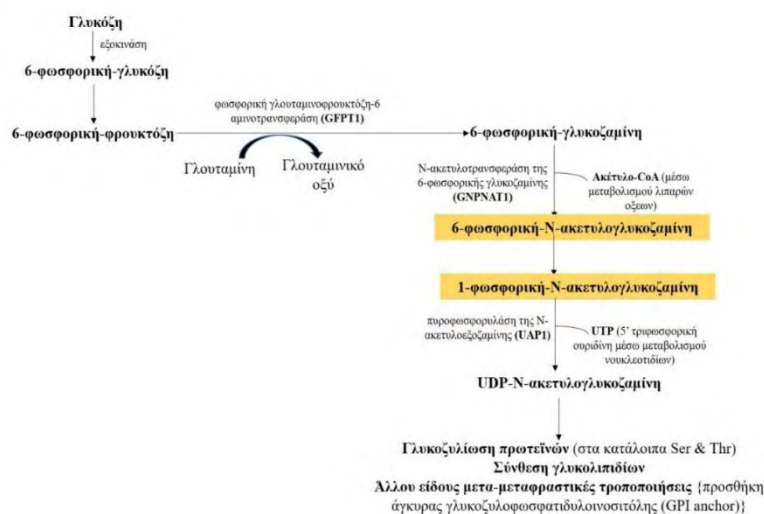 Γλυκόζη
εξοκινάση
6-φωσφορική-γλυκόζη
6-φωσφορική-φρουκτόζη
φωσφορική γλουταμινοφρουκτόζη-6
αμινοτρανσφεράση (GFPT1)
Γλουταμίνη
Γλουταμινικό
οξύ
6-φωσφορική-γλυκοζαμίνη
Ν-ακετυλοτρανσφεράση της
6-φωσφορικής γλυκοζαμίνης
(GNPNAT1)
Ακέτυλο-CoA (μέσω
μεταβολισμού λιπαρών
οξεων)
6-φωσφορική-Ν-ακετυλογλυκοζαμίνη
1-φωσφορική-Ν-ακετυλογλυκοζαμίνη
πυροφωσφορυλάση της Ν-
ακετυλοεξοζαμίνης (UAP1)
UTP (5’ τριφωσφορική
ουριδίνη μέσω μεταβολισμού
νουκλεοτιδίων)
UDP-Ν-ακετυλογλυκοζαμίνη
Γλυκοζυλίωση πρωτεϊνών (στα κατάλοιπα Ser & Thr)
Σύνθεση γλυκολιπιδίων
Άλλου είδους μετα-μεταφραστικές τροποποιήσεις {προσθήκη
άγκυρας γλυκοζυλοφωσφατιδυλοινοσιτόλης (GPI anchor)}